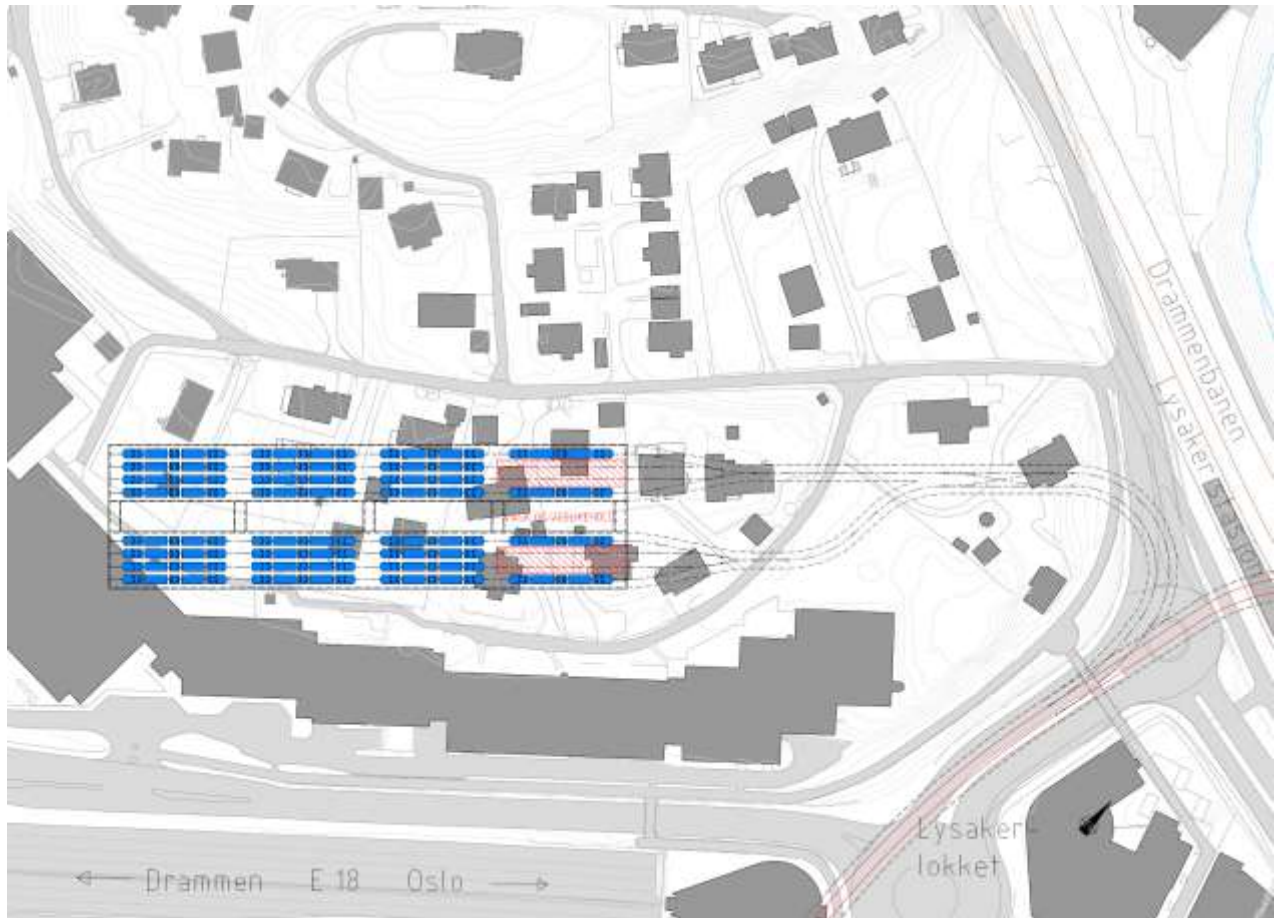 Drammenbanen
Lysaker stasjon
Lysaker-
lokket
Drammen E 18 Oslo